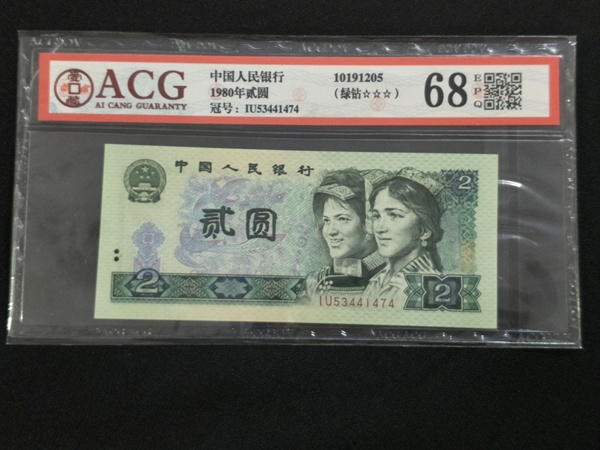 ACG
AI CANG GUARANTY
中国人民银行
1980年贰圆
冠号：IU53441474
10191205
（绿钻☆☆☆）
68
EPQ
中国人民银行
贰圆
2
2
2
IU53441474